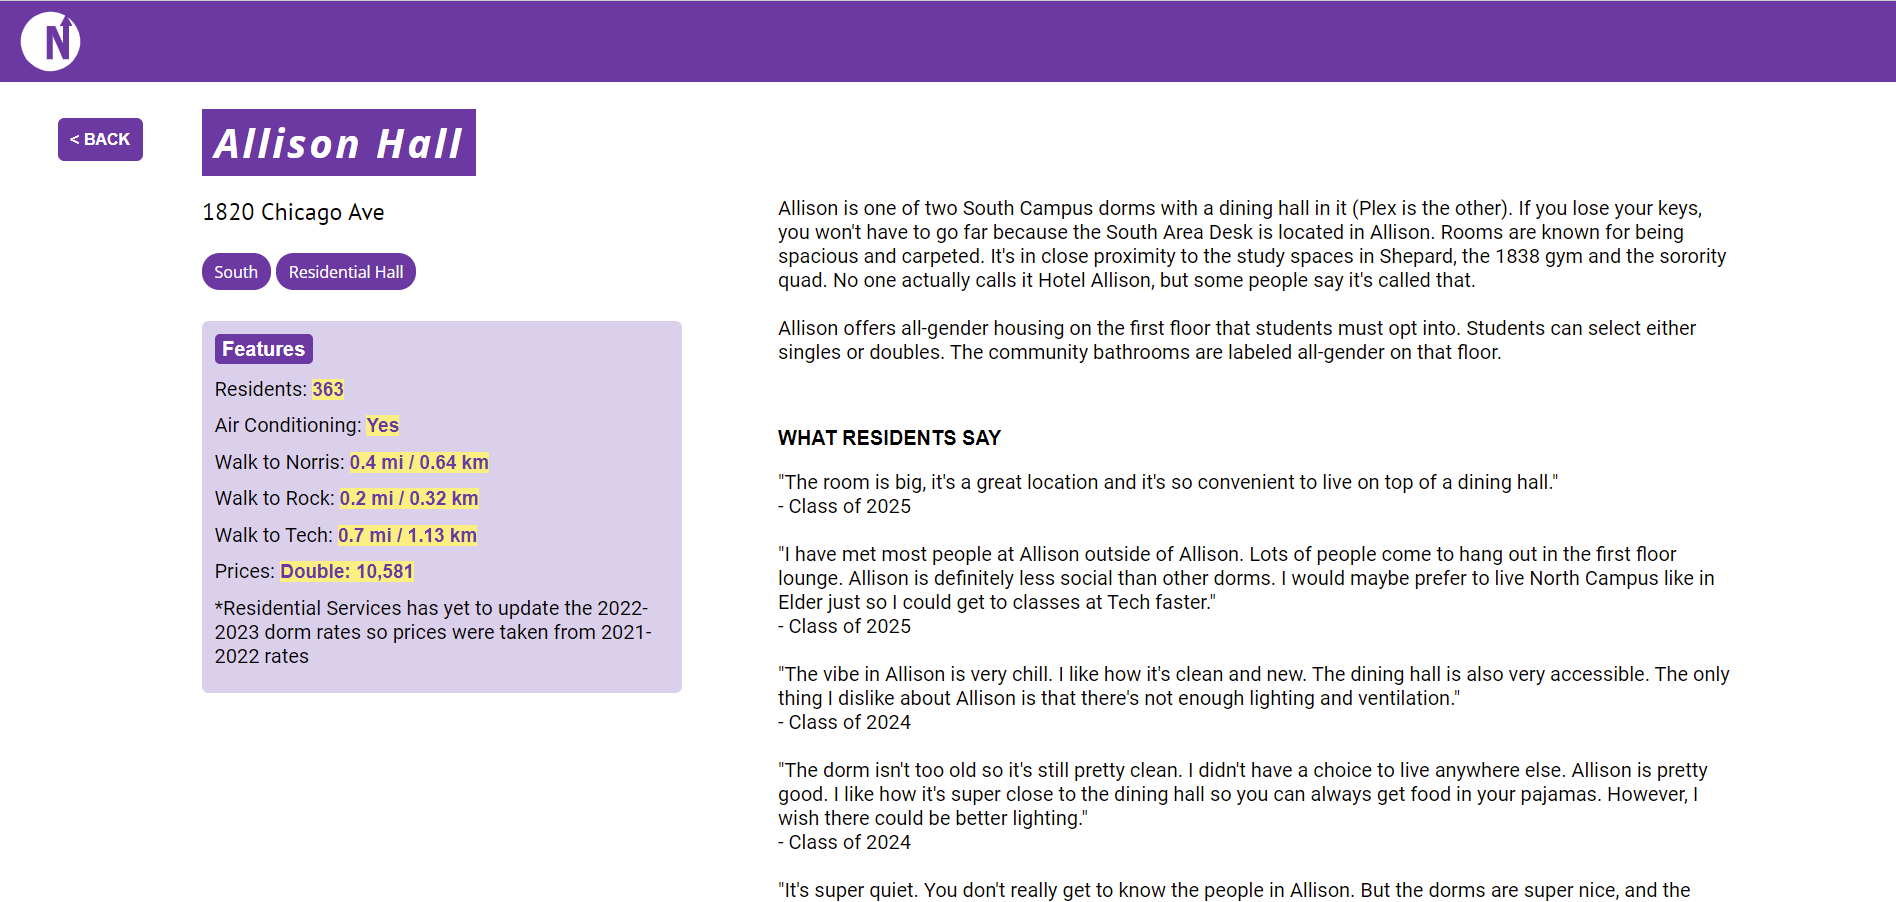 N
< BACK
Allison Hall
1820 Chicago Ave
South
Residential Hall
Features
Residents: 363
Air Conditioning: Yes
Walk to Norris: 0.4 mi / 0.64 km
Walk to Rock: 0.2 mi / 0.32 km
Walk to Tech: 0.7 mi / 1.13 km
Prices: Double: 10,581
*Residential Services has yet to update the 2022-
2023 dorm rates so prices were taken from 2021-
2022 rates
Allison is one of two South Campus dorms with a dining hall in it (Plex is the other). If you lose your keys,
you won't have to go far because the South Area Desk is located in Allison. Rooms are known for being
spacious and carpeted. It's in close proximity to the study spaces in Shepard, the 1838 gym and the sorority
quad. No one actually calls it Hotel Allison, but some people say it's called that.
Allison offers all-gender housing on the first floor that students must opt into. Students can select either
singles or doubles. The community bathrooms are labeled all-gender on that floor.
WHAT RESIDENTS SAY
"The room is big, it's a great location and it's so convenient to live on top of a dining hall."
- Class of 2025
"I have met most people at Allison outside of Allison. Lots of people come to hang out in the first floor
lounge. Allison is definitely less social than other dorms. I would maybe prefer to live North Campus like in
Elder just so I could get to classes at Tech faster."
- Class of 2025
"The vibe in Allison is very chill. I like how it's clean and new. The dining hall is also very accessible. The only
thing I dislike about Allison is that there's not enough lighting and ventilation."
- Class of 2024
"The dorm isn't too old so it's still pretty clean. I didn't have a choice to live anywhere else. Allison is pretty
good. I like how it's super close to the dining hall so you can always get food in your pajamas. However, I
wish there could be better lighting."
- Class of 2024
"It's super quiet. You don't really get to know the people in Allison. But the dorms are super nice, and the